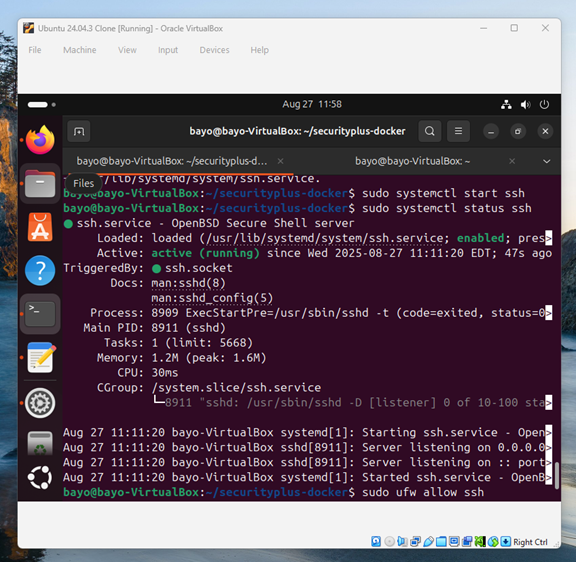 Ubuntu 24.04.3 Clone [Running] - Oracle VirtualBox
File Machine View Input Devices Help
Aug 27 11:58
bayo@bayo-VirtualBox: ~/securityplus-docker
bayo@bayo-VirtualBox: ~/securityplus-d... bayo@bayo-VirtualBox: ~
/lib/systemd/system/ssh.service.
Files
bayo@bayo-VirtualBox:~/securityplus-docker$ sudo systemctl start ssh
bayo@bayo-VirtualBox:~/securityplus-docker$ sudo systemctl status ssh
● ssh.service - OpenBSD Secure Shell server
Loaded: loaded (/usr/lib/systemd/system/ssh.service; enabled; pres>
Active: active (running) since Wed 2025-08-27 11:11:20 EDT; 47s ago
TriggeredBy: ● ssh.socket
Docs: man:sshd(8)
man:sshd_config(5)
Process: 8909 ExecStartPre=/usr/sbin/sshd -t (code=exited, status=0>
Main PID: 8911 (sshd)
Tasks: 1 (limit: 5668)
Memory: 1.2M (peak: 1.6M)
CPU: 30ms
CGroup: /system.slice/ssh.service
└─8911 "sshd: /usr/sbin/sshd -D [listener] 0 of 10-100 sta>
Aug 27 11:11:20 bayo-VirtualBox systemd[1]: Starting ssh.service - Open>
Aug 27 11:11:20 bayo-VirtualBox sshd[8911]: Server listening on 0.0.0.0>
Aug 27 11:11:20 bayo-VirtualBox sshd[8911]: Server listening on :: port>
Aug 27 11:11:20 bayo-VirtualBox systemd[1]: Started ssh.service - OpenB>
bayo@bayo-VirtualBox:~/securityplus-docker$ sudo ufw allow ssh
Right Ctrl